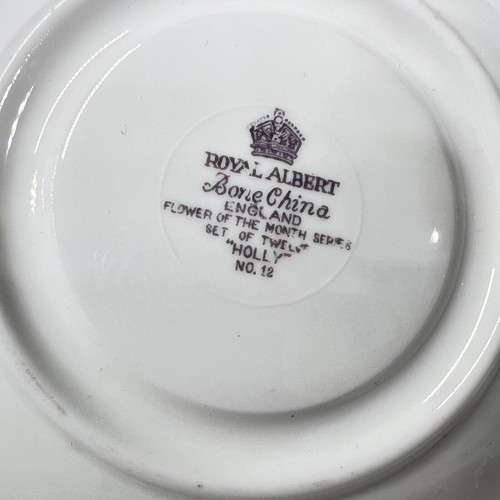 ROYAL ALBERT
Bone China
ENGLAND
FLOWER OF THE MONTH SERIES
SET OF TWELVE
"HOLLY"
NO. 12